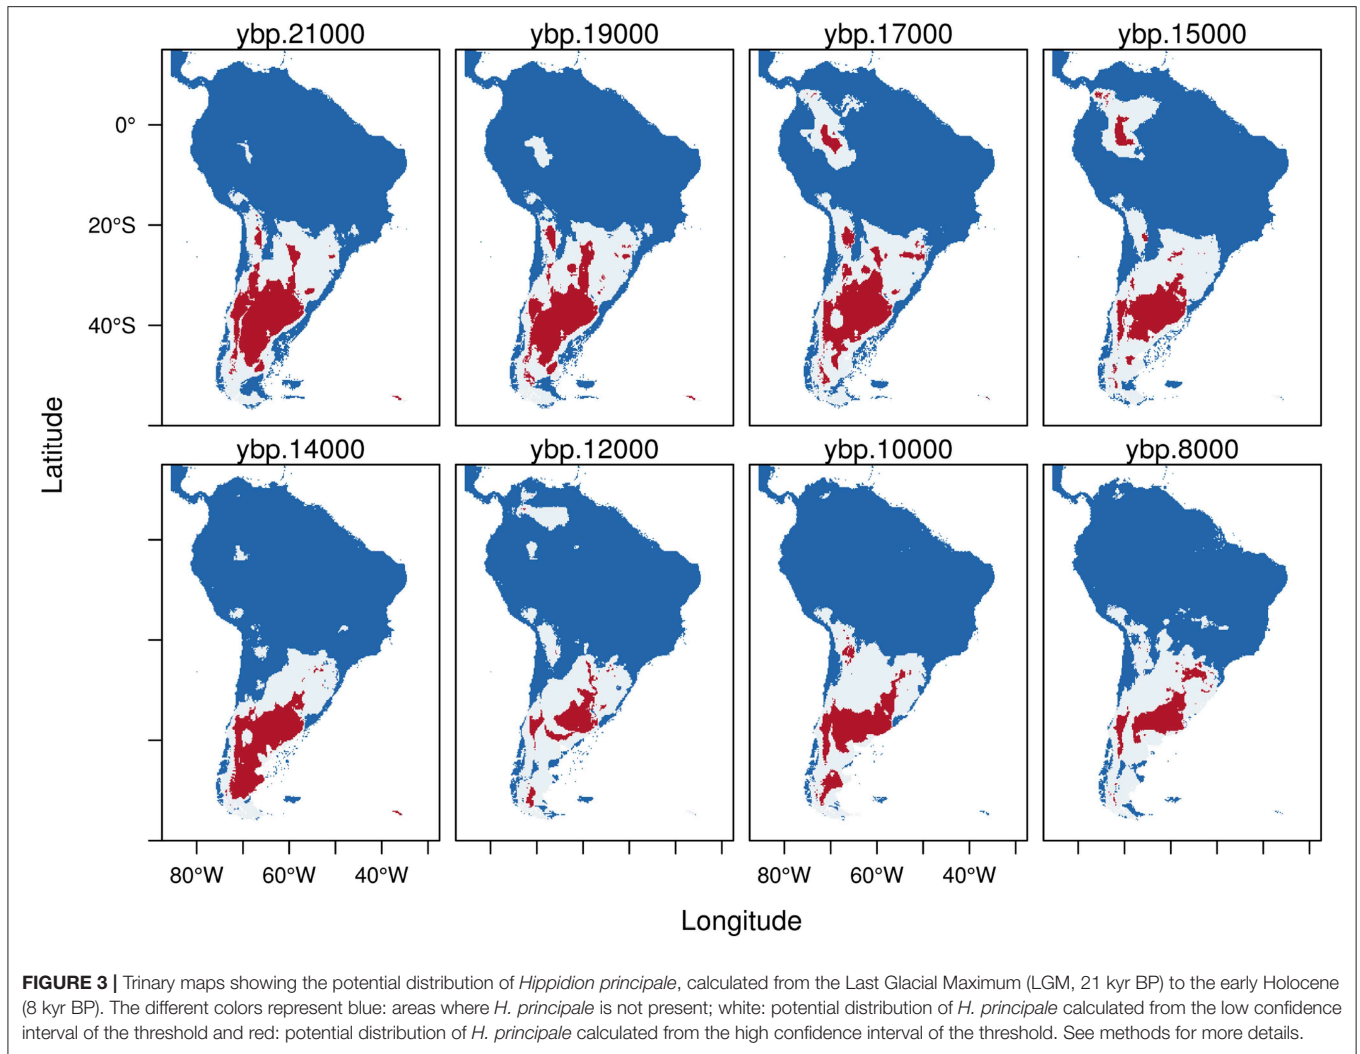 ybp.21000 ybp.19000 ybp.17000 ybp.15000
0°
20°S
40°S
Latitude
ybp.14000 ybp.12000 ybp.10000 ybp.8000
80°W 60°W 40°W 80°W 60°W 40°W
Longitude
FIGURE 3 | Trinary maps showing the potential distribution of Hippidion principale, calculated from the Last Glacial Maximum (LGM, 21 kyr BP) to the early Holocene
(8 kyr BP). The different colors represent blue: areas where H. principale is not present; white: potential distribution of H. principale calculated from the low confidence
interval of the threshold and red: potential distribution of H. principale calculated from the high confidence interval of the threshold. See methods for more details.